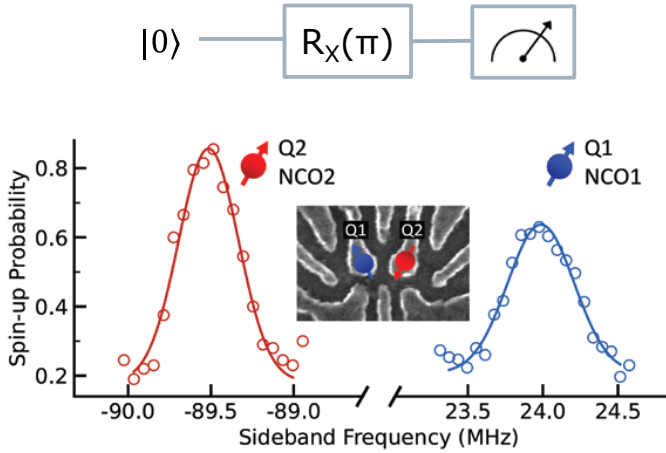 |0⟩ R_X(π)
Q2
NCO2
Q1
NCO1
Q1 Q2
Spin-up Probability
0.8
0.6
0.4
0.2
-90.0 -89.5 -89.0 23.5 24.0 24.5
Sideband Frequency (MHz)